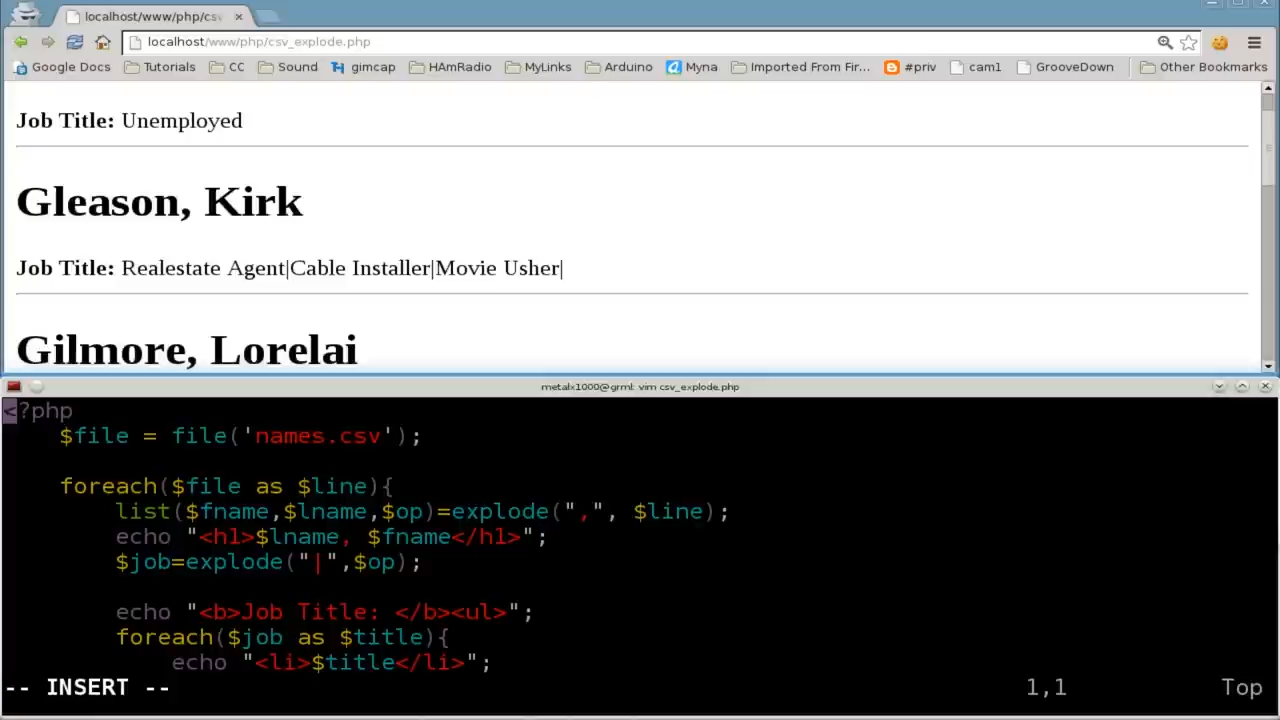 localhost/www/php/csv
localhost/www/php/csv_explode.php
Google Docs Tutorials CC Sound gimcap HAmRadio MyLinks Arduino Myna Imported From Fir... #priv cam1 GrooveDown Other Bookmarks
Job Title: Unemployed
Gleason, Kirk
Job Title: Realestate Agent|Cable Installer|Movie Usher|
Gilmore, Lorelai
metalx1000@grml: vim csv_explode.php
<?php
$file = file('names.csv');
foreach($file as $line){
list($fname,$lname,$op)=explode(",", $line);
echo "<h1>$lname, $fname</h1>";
$job=explode("|",$op);
echo "<b>Job Title: </b><ul>";
foreach($job as $title){
echo "<li>$title</li>";
-- INSERT -- 1,1 Top